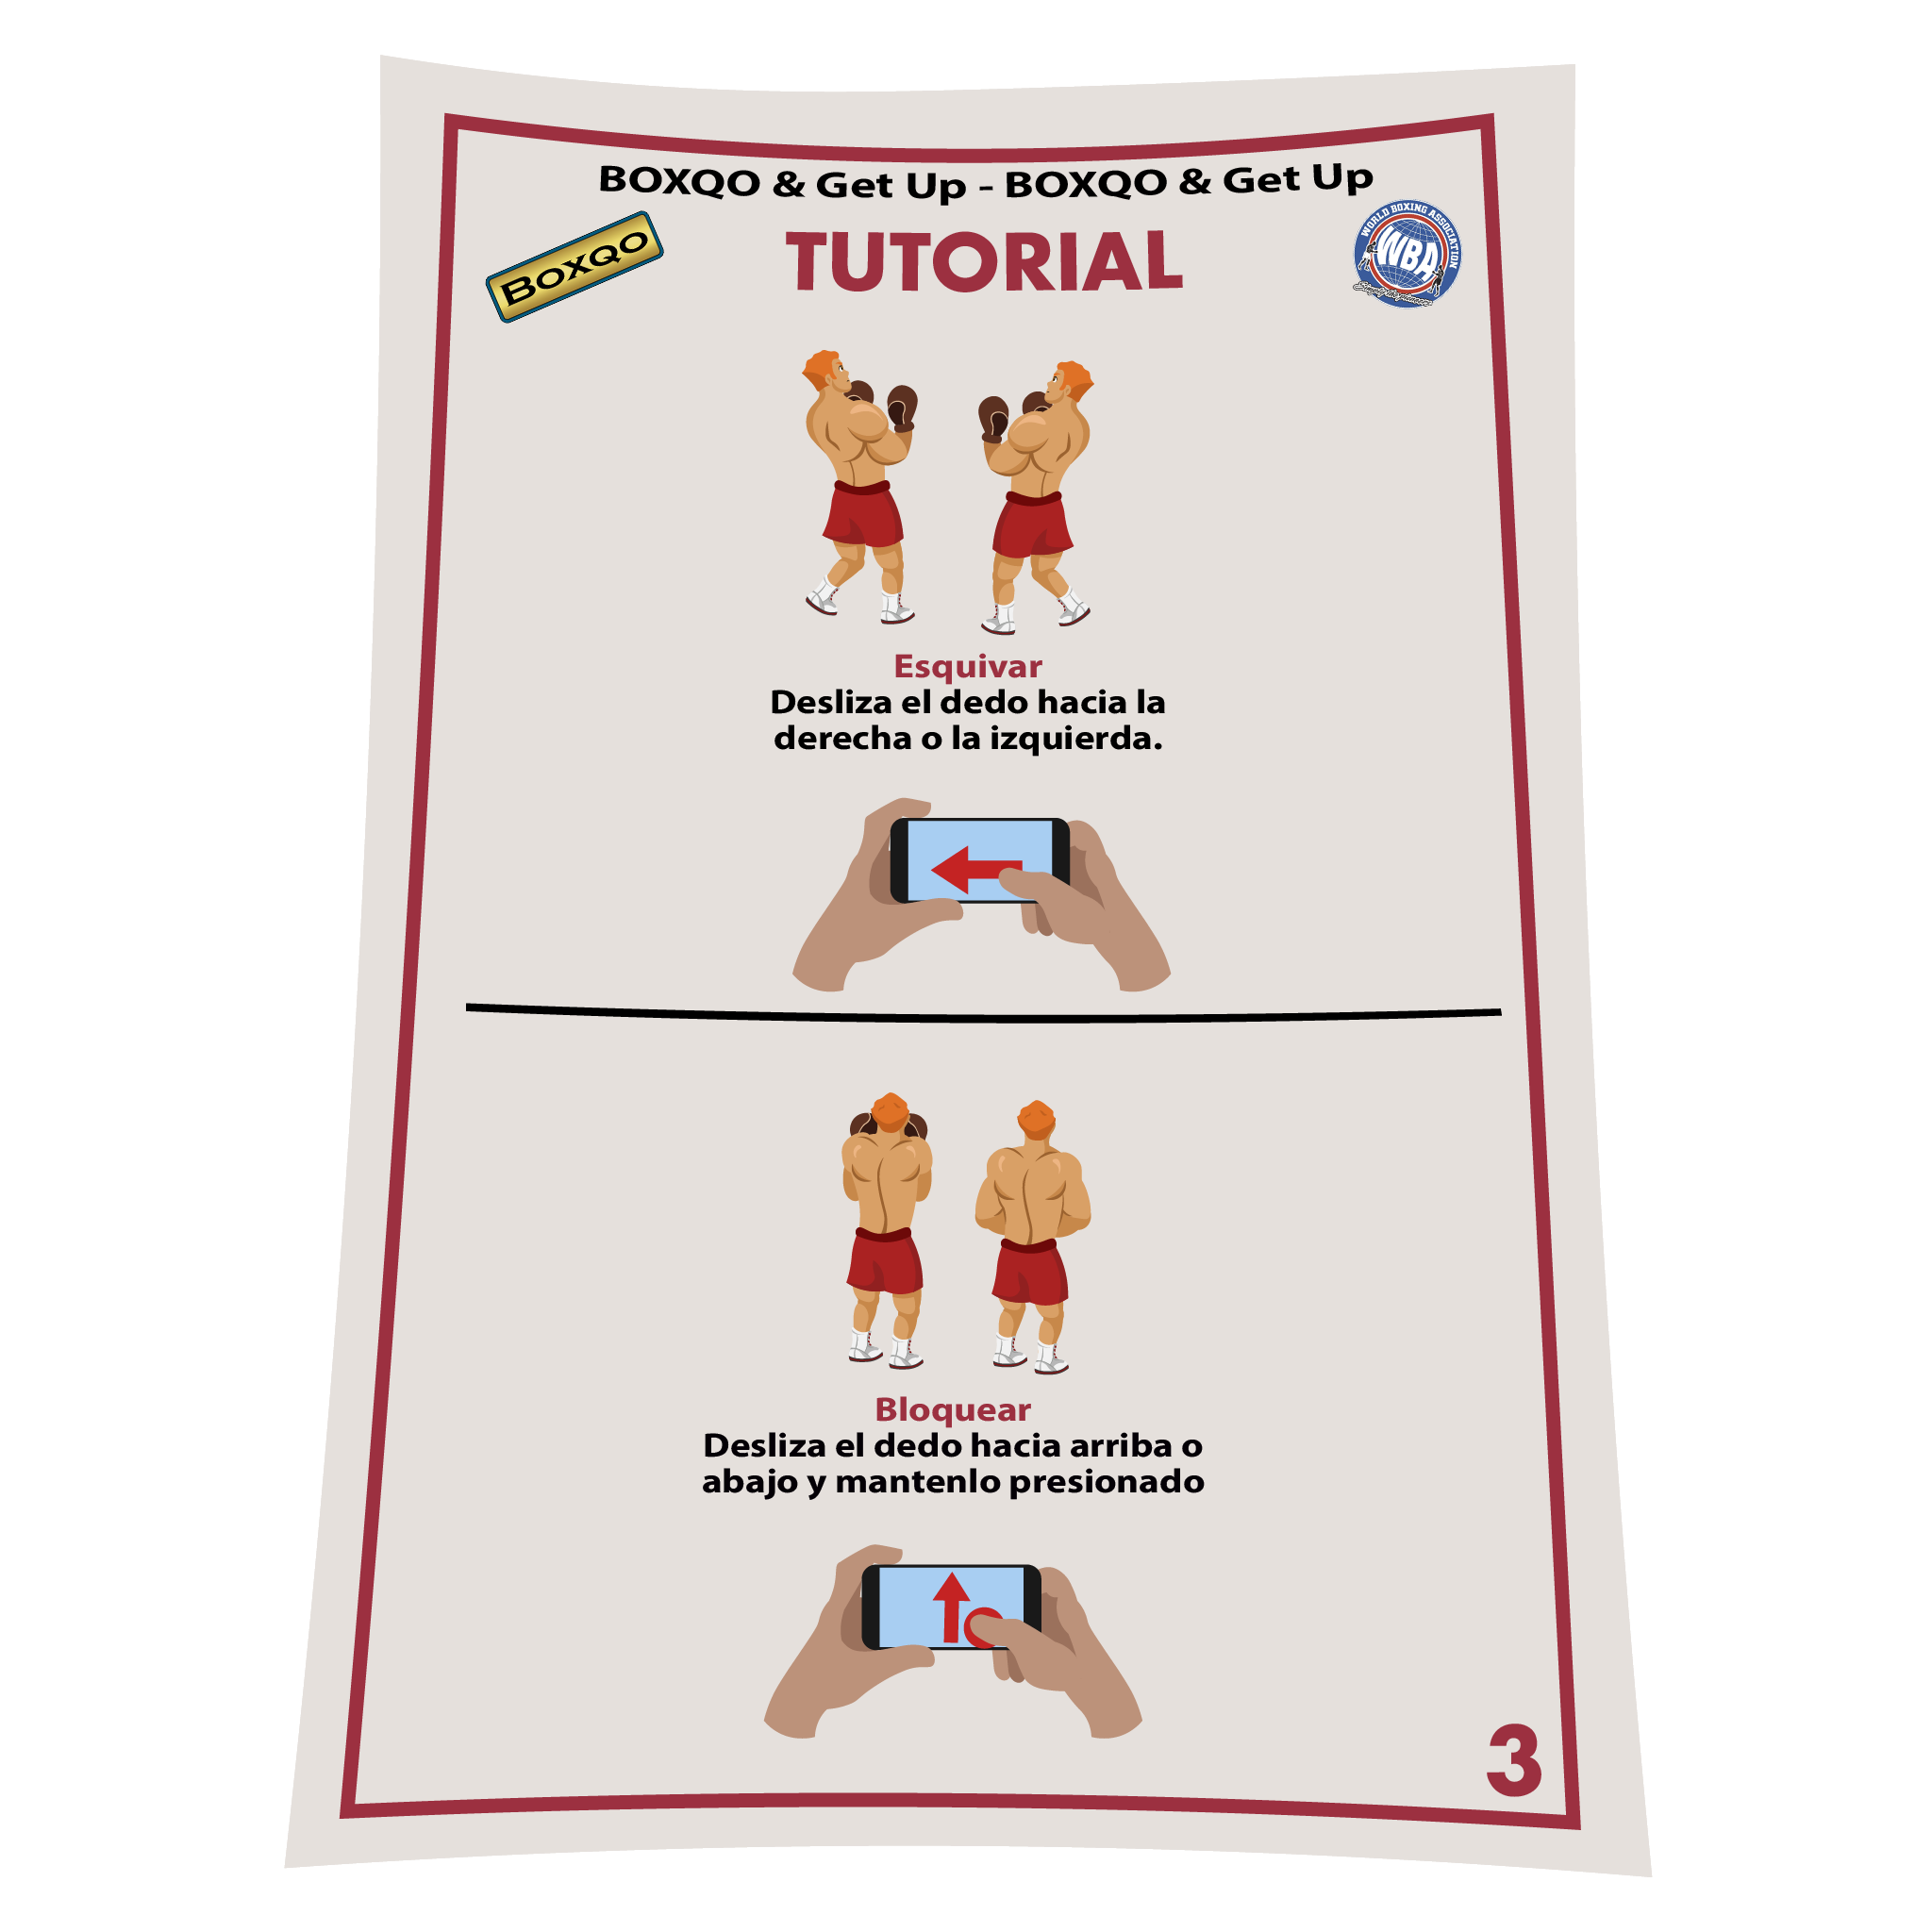 BOXQO & Get Up - BOXQO & Get Up
BOXQO
TUTORIAL
WORLD BOXING ASSOCIATION
WBA
Esquivar
Desliza el dedo hacia la
derecha o la izquierda.
Bloquear
Desliza el dedo hacia arriba o
abajo y mantenlo presionado
3